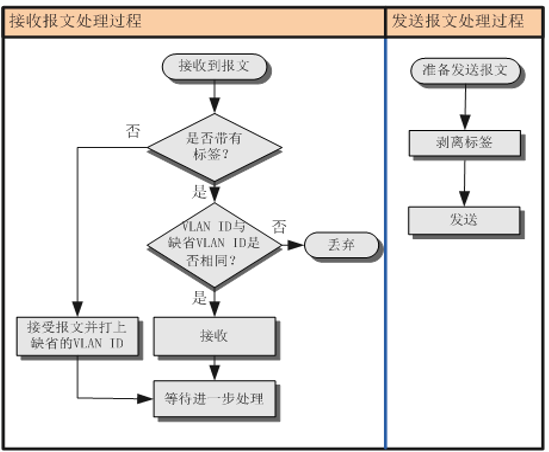 接收报文处理过程
发送报文处理过程
接收到报文
是否带有
标签？
否
是
VLAN ID与
缺省VLAN ID是
否相同？
否
丢弃
是
接受报文并打上
缺省的VLAN ID
接收
等待进一步处理
准备发送报文
剥离标签
发送